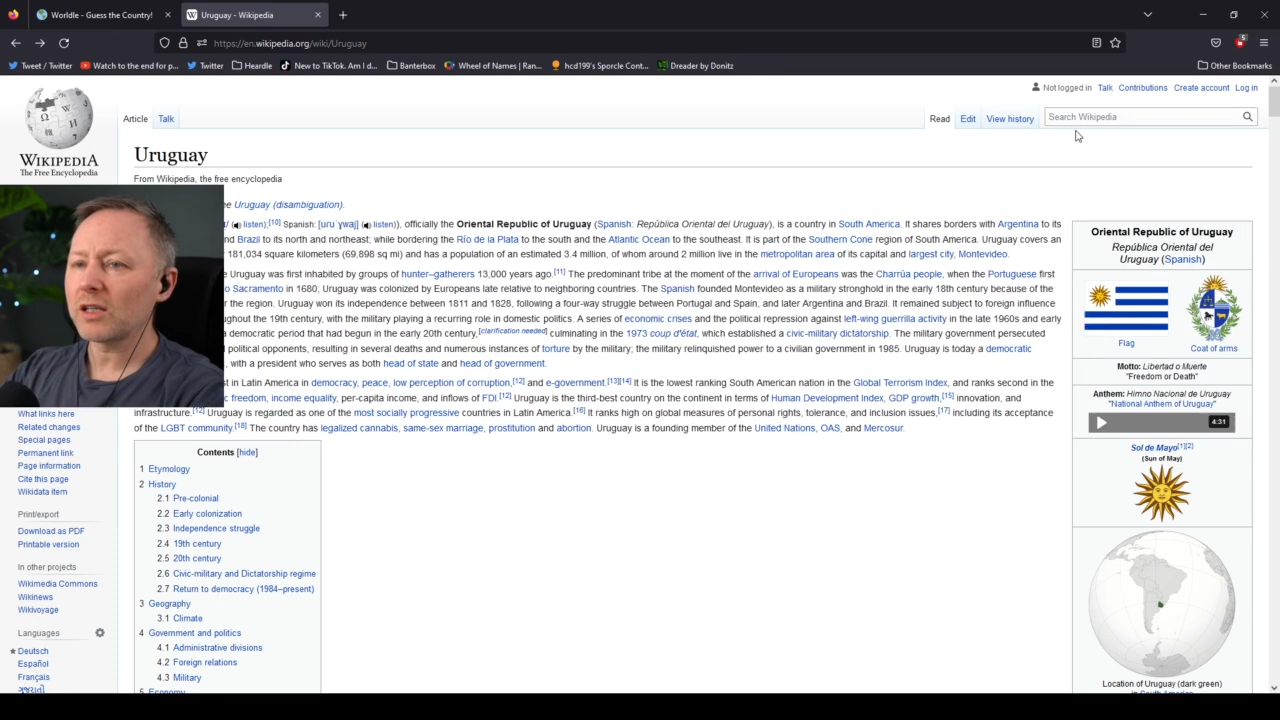 Worldle - Guess the Country!
Uruguay - Wikipedia
https://en.wikipedia.org/wiki/Uruguay
5
Tweet / Twitter
Watch to the end for p...
Twitter
Heardle
New to TikTok. Am I d...
Banterbox
Wheel of Names | Ran...
hcd199's Sporcle Cont...
Dreader by Donitz
Other Bookmarks
Not logged in Talk Contributions Create account Log in
WIKIPEDIA
The Free Encyclopedia
Article Talk
Read Edit View history
Search Wikipedia
Uruguay
From Wikipedia, the free encyclopedia
Uruguay (disambiguation).
listen);[10] Spanish: [uɾuˈɣwaj] ( listen)), officially the Oriental Republic of Uruguay (Spanish: República Oriental del Uruguay), is a country in South America. It shares borders with Argentina to its
nd Brazil to its north and northeast; while bordering the Río de la Plata to the south and the Atlantic Ocean to the southeast. It is part of the Southern Cone region of South America. Uruguay covers an
181,034 square kilometers (69,898 sq mi) and has a population of an estimated 3.4 million, of whom around 2 million live in the metropolitan area of its capital and largest city, Montevideo.
e Uruguay was first inhabited by groups of hunter–gatherers 13,000 years ago.[11] The predominant tribe at the moment of the arrival of Europeans was the Charrúa people, when the Portuguese first
o Sacramento in 1680; Uruguay was colonized by Europeans late relative to neighboring countries. The Spanish founded Montevideo as a military stronghold in the early 18th century because of the
r the region. Uruguay won its independence between 1811 and 1828, following a four-way struggle between Portugal and Spain, and later Argentina and Brazil. It remained subject to foreign influence
oughout the 19th century, with the military playing a recurring role in domestic politics. A series of economic crises and the political repression against left-wing guerrilla activity in the late 1960s and early
a democratic period that had begun in the early 20th century,[clarification needed] culminating in the 1973 coup d'état, which established a civic-military dictatorship. The military government persecuted
political opponents, resulting in several deaths and numerous instances of torture by the military; the military relinquished power to a civilian government in 1985. Uruguay is today a democratic
, with a president who serves as both head of state and head of government.
st in Latin America in democracy, peace, low perception of corruption,[12] and e-government.[13][14] It is the lowest ranking South American nation in the Global Terrorism Index, and ranks second in the
freedom, income equality, per-capita income, and inflows of FDI.[12] Uruguay is the third-best country on the continent in terms of Human Development Index, GDP growth,[15] innovation, and
infrastructure.[12] Uruguay is regarded as one of the most socially progressive countries in Latin America.[16] It ranks high on global measures of personal rights, tolerance, and inclusion issues,[17] including its acceptance
of the LGBT community.[18] The country has legalized cannabis, same-sex marriage, prostitution and abortion. Uruguay is a founding member of the United Nations, OAS, and Mercosur.
What links here
Related changes
Special pages
Permanent link
Page information
Cite this page
Wikidata item
Print/export
Download as PDF
Printable version
In other projects
Wikimedia Commons
Wikinews
Wikivoyage
Languages
Deutsch
Español
Français
Contents [hide]
1 Etymology
2 History
2.1 Pre-colonial
2.2 Early colonization
2.3 Independence struggle
2.4 19th century
2.5 20th century
2.6 Civic-military and Dictatorship regime
2.7 Return to democracy (1984–present)
3 Geography
3.1 Climate
4 Government and politics
4.1 Administrative divisions
4.2 Foreign relations
4.3 Military
5 Economy
Oriental Republic of Uruguay
República Oriental del
Uruguay (Spanish)
Flag
Coat of arms
Motto: Libertad o Muerte
"Freedom or Death"
Anthem: Himno Nacional de Uruguay
"National Anthem of Uruguay"
4:31
Sol de Mayo[1][2]
(Sun of May)
Location of Uruguay (dark green)
in South America